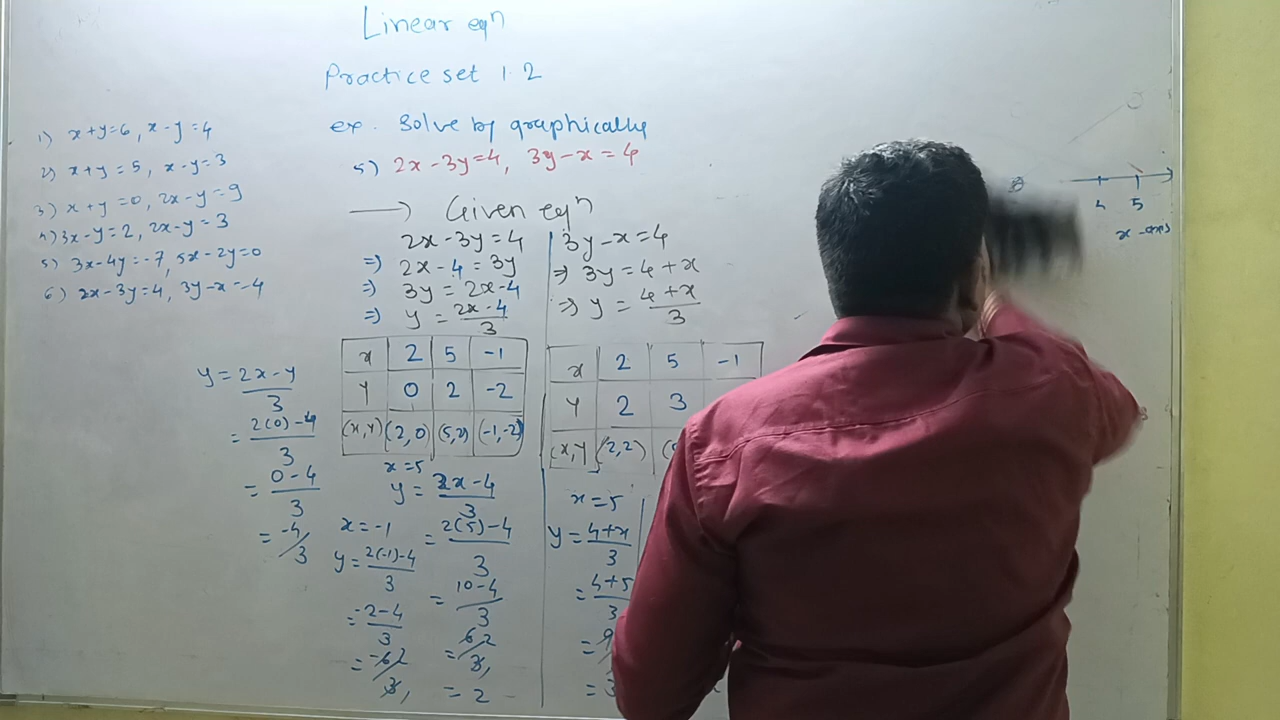 Linear eqn
Practice set 1.2
ex. Solve by graphically
5) 2x-3y=4, 3y-x=4
1) x+y=6, x-y=4
2) x+y=5, x-y=3
3) x+y=0, 2x-y=9
4) 3x-y=2, 2x-y=3
5) 3x-4y=-7, 5x-2y=0
6) 2x-3y=4, 3y-x=-4
→ Given eqn
2x-3y=4
⇒ 2x-4=3y
⇒ 3y=2x-4
⇒ y=2x-4/3
3y-x=4
⇒ 3y=4+x
⇒ y=4+x/3
x 2 5 -1
Y 0 2 -2
(x,Y) (2,0) (5,2) (-1,-2)
x 2 5 -1
Y 2 3
(x,Y) (2,2)
y=2x-y/3
=2(0)-4/3
=0-4/3
=-4/3
x=5
y=2x-4/3
=2(5)-4/3
=10-4/3
=6/3
=2
x=-1
y=2(-1)-4/3
=-2-4/3
=-6/3
x=5
y=4+x/3
=4+5/3
=9
=3
4 5
x-axis